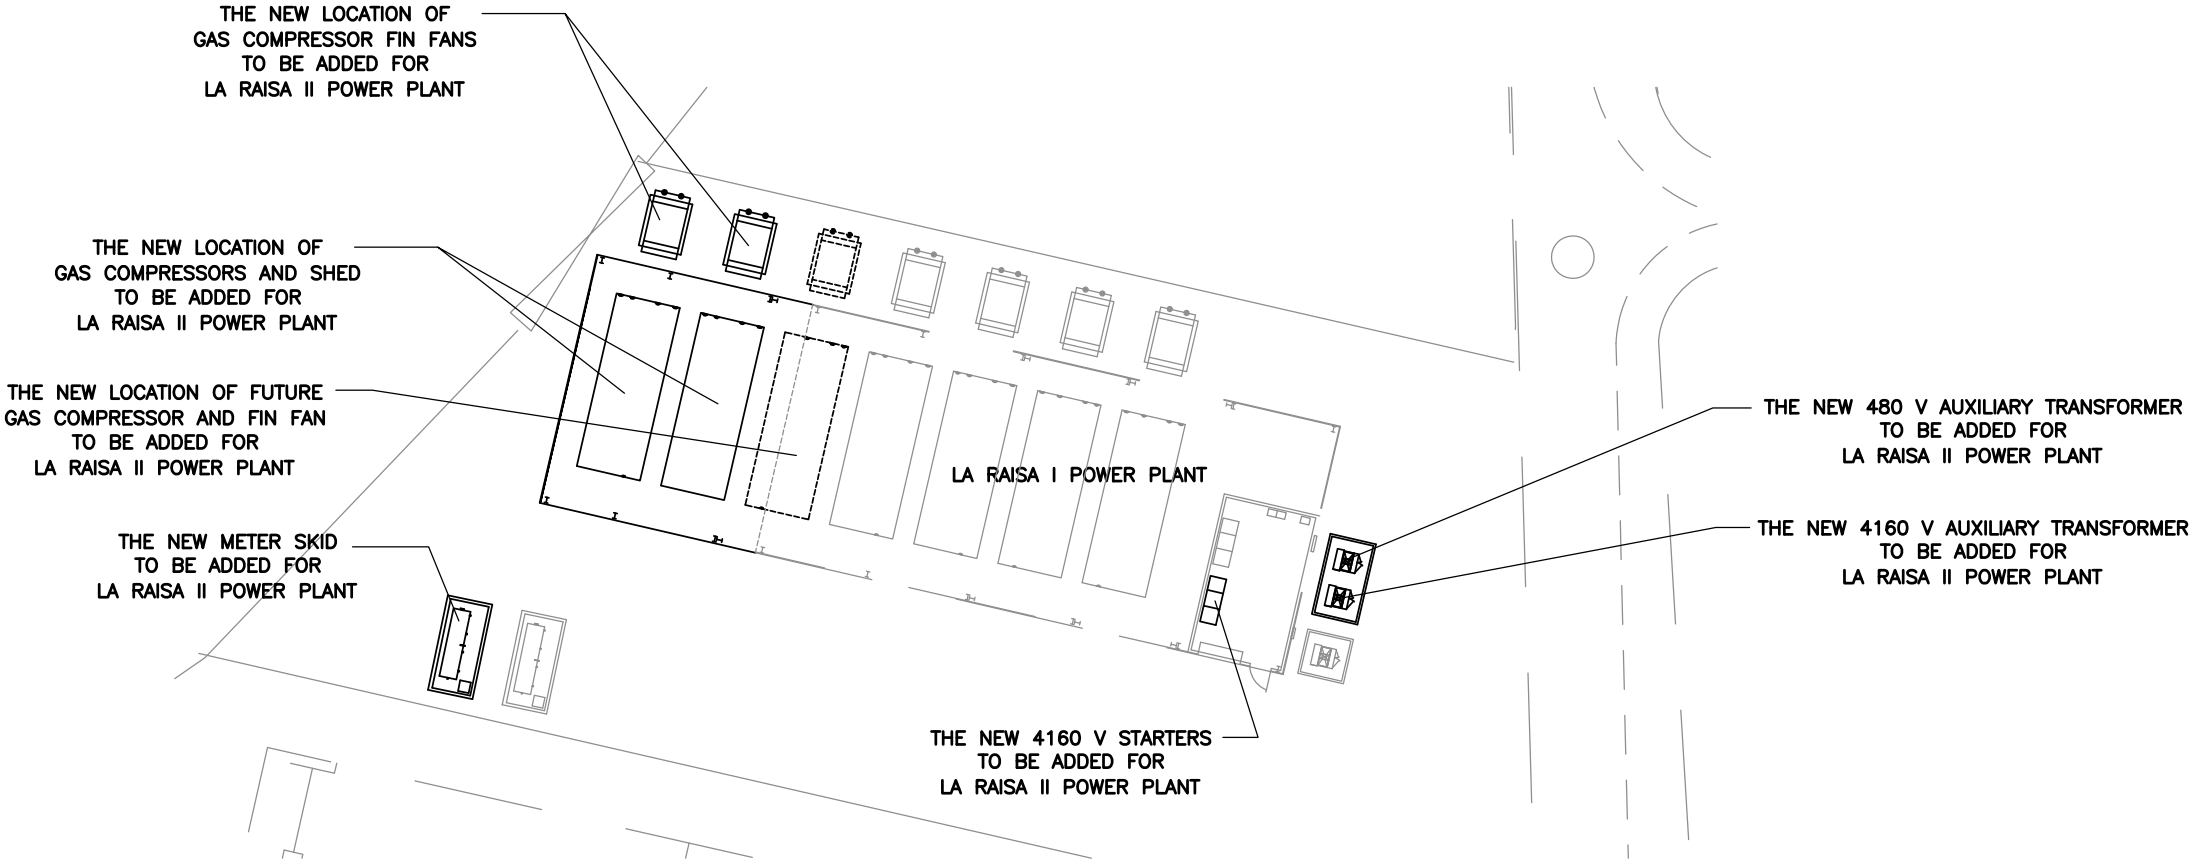 THE NEW LOCATION OF
GAS COMPRESSOR FIN FANS
TO BE ADDED FOR
LA RAISA II POWER PLANT
THE NEW LOCATION OF
GAS COMPRESSORS AND SHED
TO BE ADDED FOR
LA RAISA II POWER PLANT
THE NEW LOCATION OF FUTURE
GAS COMPRESSOR AND FIN FAN
TO BE ADDED FOR
LA RAISA II POWER PLANT
THE NEW METER SKID
TO BE ADDED FOR
LA RAISA II POWER PLANT
LA RAISA I POWER PLANT
THE NEW 4160 V STARTERS
TO BE ADDED FOR
LA RAISA II POWER PLANT
THE NEW 480 V AUXILIARY TRANSFORMER
TO BE ADDED FOR
LA RAISA II POWER PLANT
THE NEW 4160 V AUXILIARY TRANSFORMER
TO BE ADDED FOR
LA RAISA II POWER PLANT